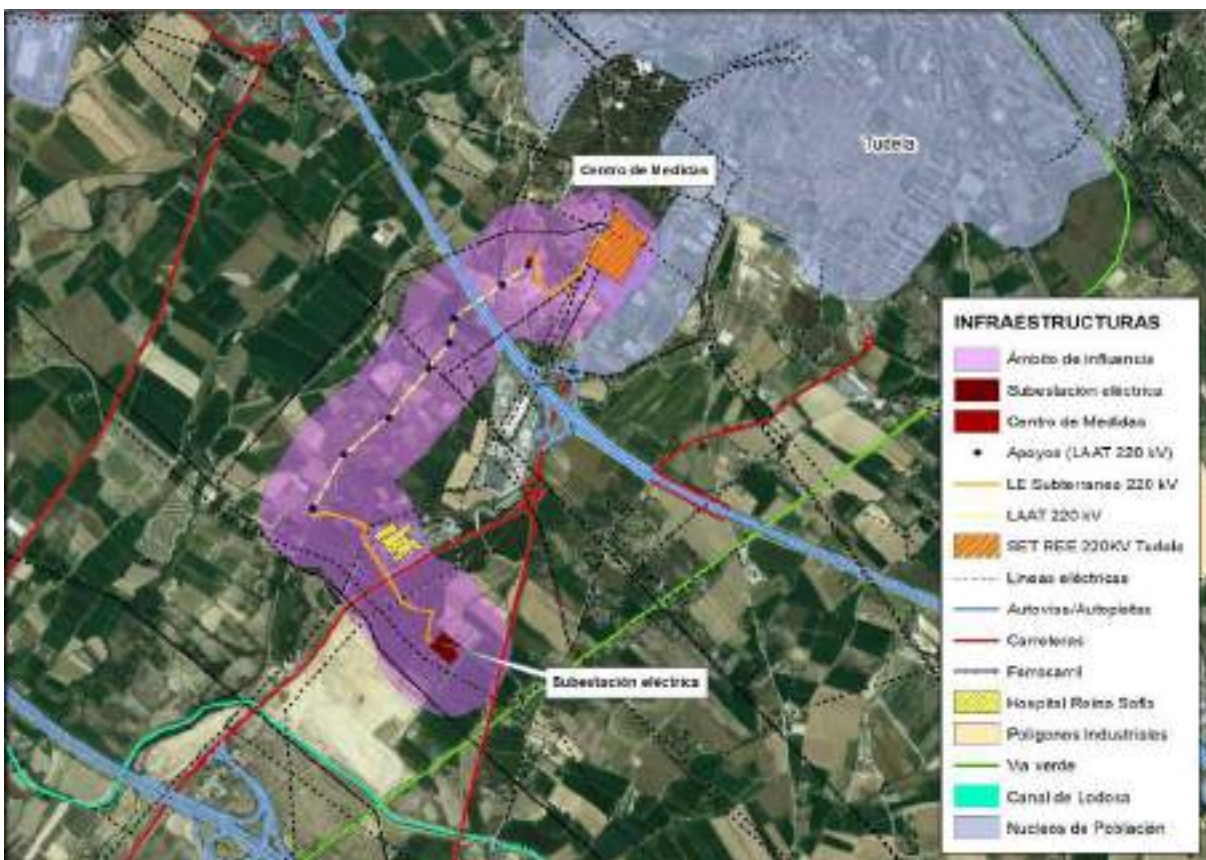 Tudela
Centro de Medidas
Subestación eléctrica
INFRAESTRUCTURAS
Ámbito de influencia
Subestación eléctrica
Centro de Medidas
Apoyos (LAAT 220 kV)
LE Subterranea 220 kV
LAAT 220 kV
SET REE 220KV Tudela
Líneas eléctricas
Autovías/Autopistas
Carreteras
Ferrocarril
Hospital Reina Sofía
Polígonos Industriales
Vía verde
Canal de Lodosa
Nucleos de Población